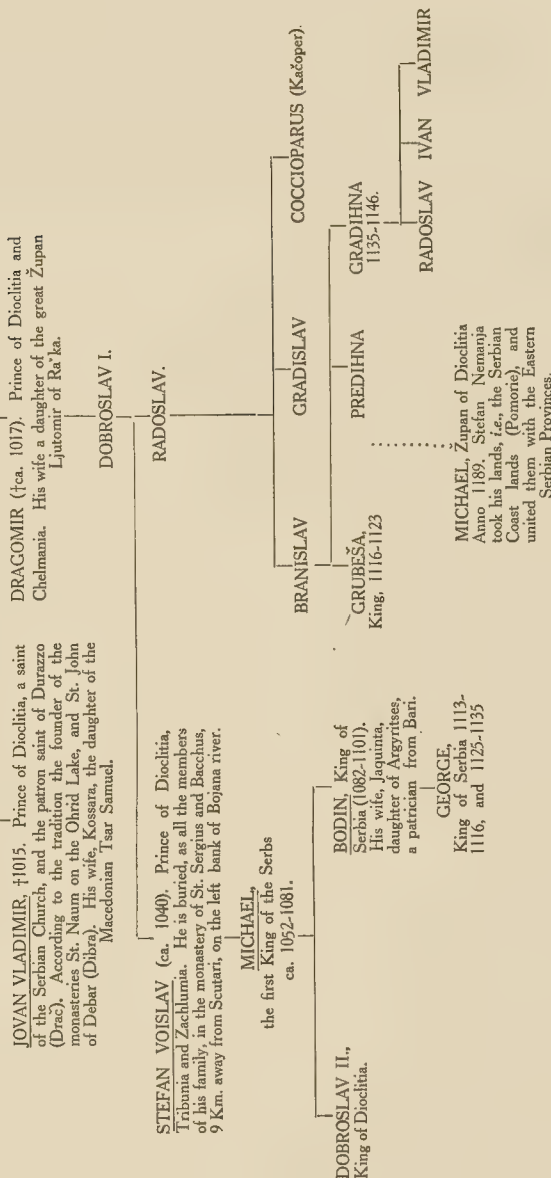 JOVAN VLADIMIR, †1015. Prince of Dioclitia, a saint
of the Serbian Church, and the patron saint of Durazzo
(Drač). According to the tradition the founder of the
monasteries St. Naum on the Ohrid Lake, and St. John
of Debar (Dibra). His wife, Kossara, the daughter of the
Macedonian Tsar Samuel.
DRAGOMIR (†ca. 1017). Prince of Dioclitia and
Chelmania. His wife a daughter of the great Župan
Ljutomir of Raˇka.
DOBROSLAV I.
STEFAN VOISLAV (ca. 1040). Prince of Dioclitia,
Tribunia and Zachlumia. He is buried, as all the members
of his family, in the monastery of St. Sergius and Bacchus,
9 Km. away from Scutari, on the left bank of Bojana river.
RADOSLAV.
MICHAEL,
the first King of the Serbs
ca. 1052-1081.
BRANISLAV
GRADISLAV
COCCIOPARUS (Kačoper).
DOBROSLAV II.,
King of Dioclitia.
BODIN, King of
Serbia (1082-1101).
His wife, Jaquinta,
daughter of Argyritses,
a patrician from Bari.
GRUBEŠA,
King, 1116-1123
PREDIHNA
GRADIHNA
1135-1146.
GEORGE,
King of Serbia 1113-
1116, and 1125-1135
RADOSLAV IVAN VLADIMIR
MICHAEL, Župan of Dioclitia
Anno 1189. Stefan Nemanja
took his lands, i.e., the Serbian
Coast lands (Pomorie), and
united them with the Eastern
Serbian Provinces.